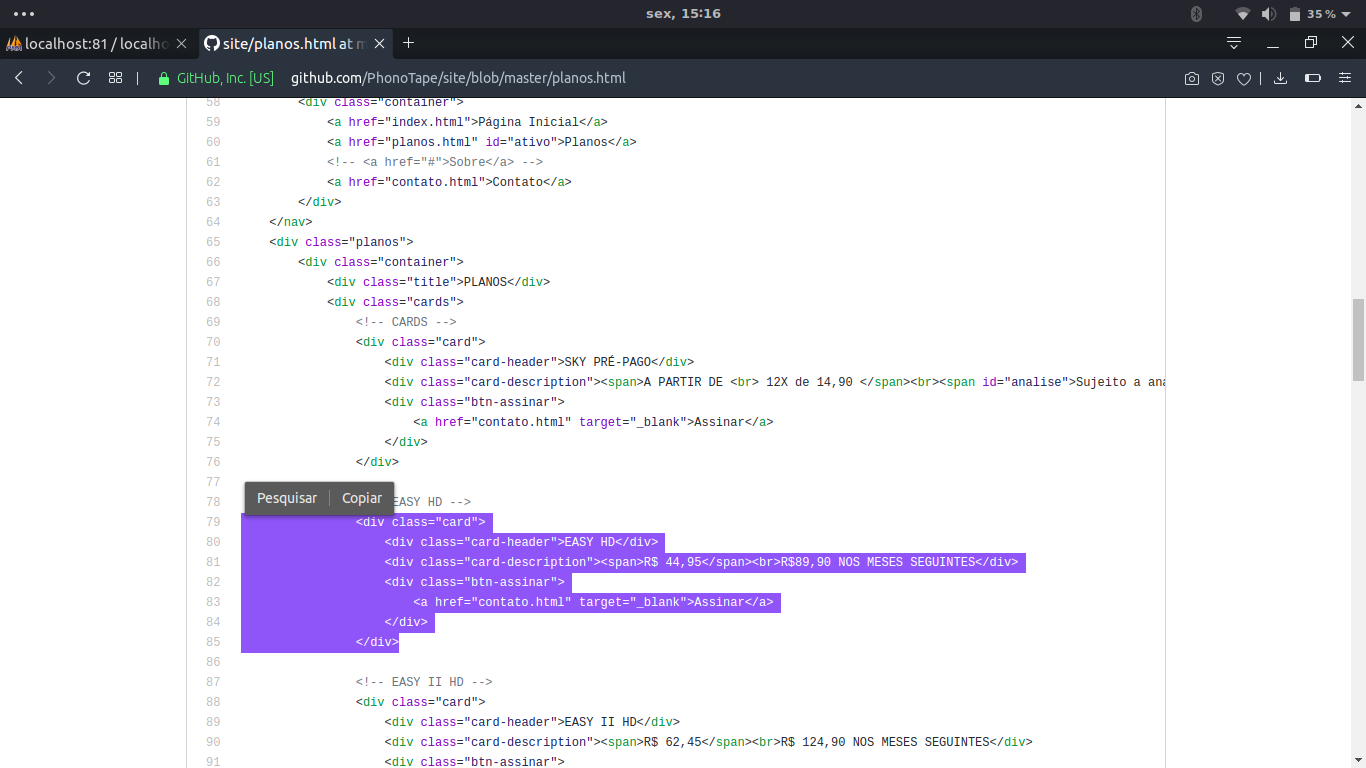 sex, 15:16
35 %
localhost:81 / localho
site/planos.html at m
GitHub, Inc. [US]
github.com/PhonoTape/site/blob/master/planos.html
58 <div class="container">
59 <a href="index.html">Página Inicial</a>
60 <a href="planos.html" id="ativo">Planos</a>
61 <!-- <a href="#">Sobre</a> -->
62 <a href="contato.html">Contato</a>
63 </div>
64 </nav>
65 <div class="planos">
66 <div class="container">
67 <div class="title">PLANOS</div>
68 <div class="cards">
69 <!-- CARDS -->
70 <div class="card">
71 <div class="card-header">SKY PRÉ-PAGO</div>
72 <div class="card-description"><span>A PARTIR DE <br> 12X de 14,90 </span><br><span id="analise">Sujeito a ana
73 <div class="btn-assinar">
74 <a href="contato.html" target="_blank">Assinar</a>
75 </div>
76 </div>
77
Pesquisar Copiar
78 EASY HD -->
79 <div class="card">
80 <div class="card-header">EASY HD</div>
81 <div class="card-description"><span>R$ 44,95</span><br>R$89,90 NOS MESES SEGUINTES</div>
82 <div class="btn-assinar">
83 <a href="contato.html" target="_blank">Assinar</a>
84 </div>
85 </div>
86
87 <!-- EASY II HD -->
88 <div class="card">
89 <div class="card-header">EASY II HD</div>
90 <div class="card-description"><span>R$ 62,45</span><br>R$ 124,90 NOS MESES SEGUINTES</div>
91 <div class="btn-assinar">